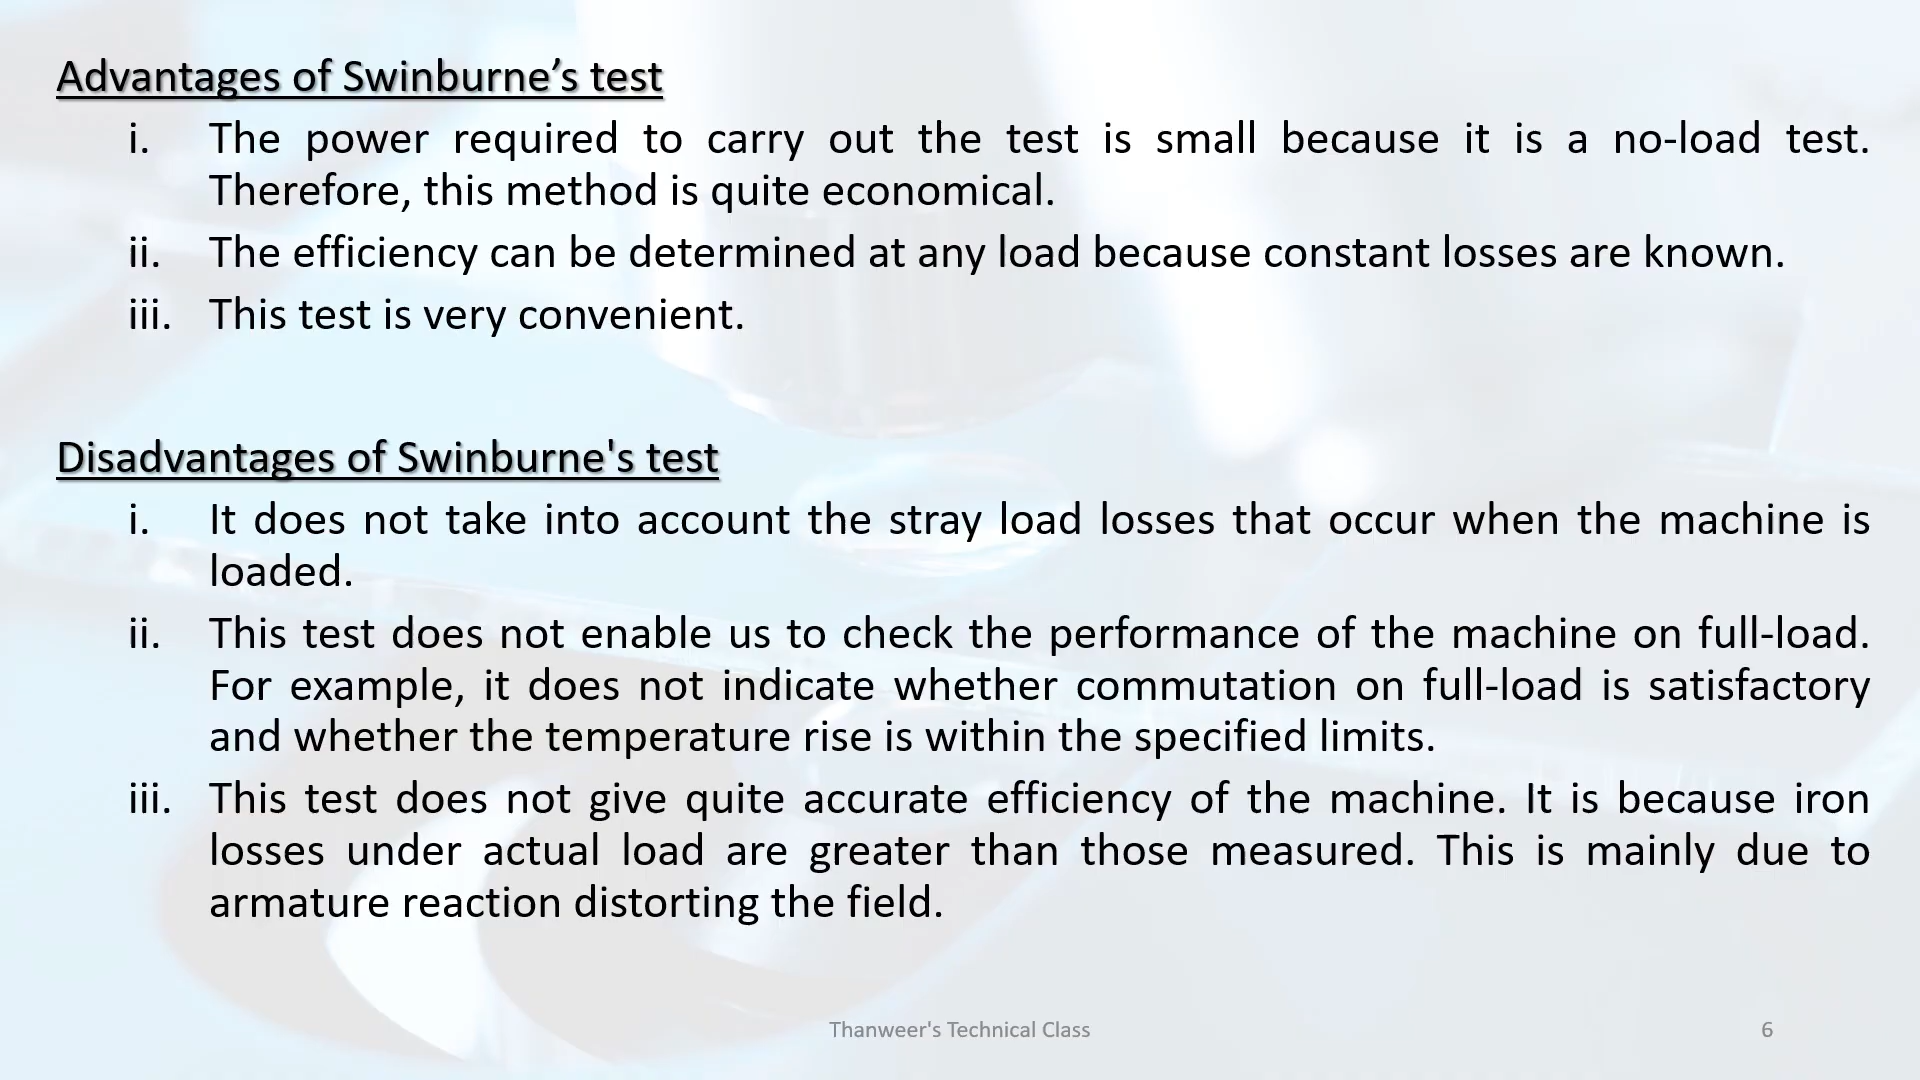 Advantages of Swinburne’s test
i. The power required to carry out the test is small because it is a no-load test.
Therefore, this method is quite economical.
ii. The efficiency can be determined at any load because constant losses are known.
iii. This test is very convenient.
Disadvantages of Swinburne's test
i. It does not take into account the stray load losses that occur when the machine is
loaded.
ii. This test does not enable us to check the performance of the machine on full-load.
For example, it does not indicate whether commutation on full-load is satisfactory
and whether the temperature rise is within the specified limits.
iii. This test does not give quite accurate efficiency of the machine. It is because iron
losses under actual load are greater than those measured. This is mainly due to
armature reaction distorting the field.
Thanweer's Technical Class
6